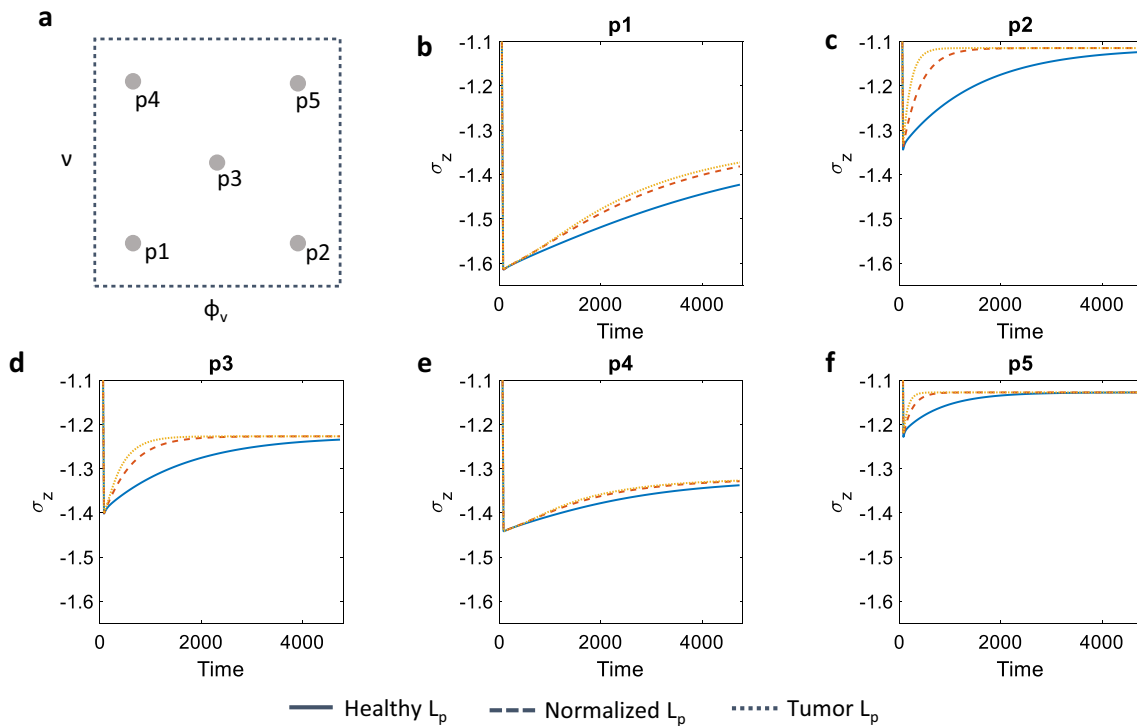 a
p4
p5
ν
p3
p1
p2
ϕv
b
p1
-1.1
-1.2
-1.3
-1.4
-1.5
-1.6
σz
0
2000
4000
Time
c
p2
-1.1
-1.2
-1.3
-1.4
-1.5
-1.6
σz
0
2000
4000
Time
d
p3
-1.1
-1.2
-1.3
-1.4
-1.5
-1.6
σz
0
2000
4000
Time
e
p4
-1.1
-1.2
-1.3
-1.4
-1.5
-1.6
σz
0
2000
4000
Time
f
p5
-1.1
-1.2
-1.3
-1.4
-1.5
-1.6
σz
0
2000
4000
Time
Healthy Lp
Normalized Lp
Tumor Lp